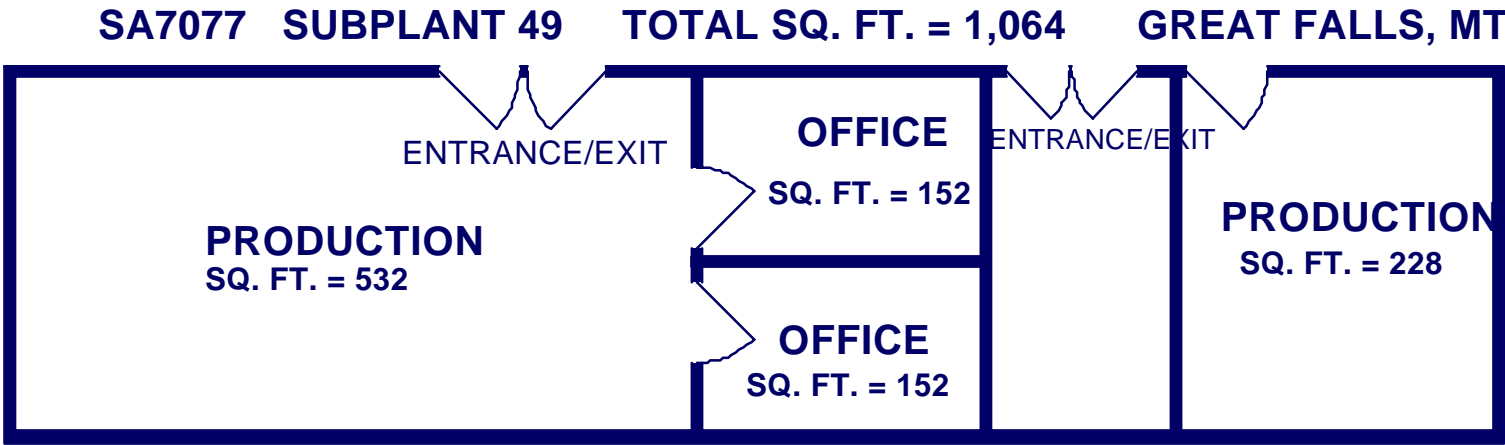 SA7077 SUBPLANT 49 TOTAL SQ. FT. = 1,064 GREAT FALLS, MT
ENTRANCE/EXIT
OFFICE
SQ. FT. = 152
ENTRANCE/EXIT
PRODUCTION
SQ. FT. = 532
PRODUCTION
SQ. FT. = 228
OFFICE
SQ. FT. = 152